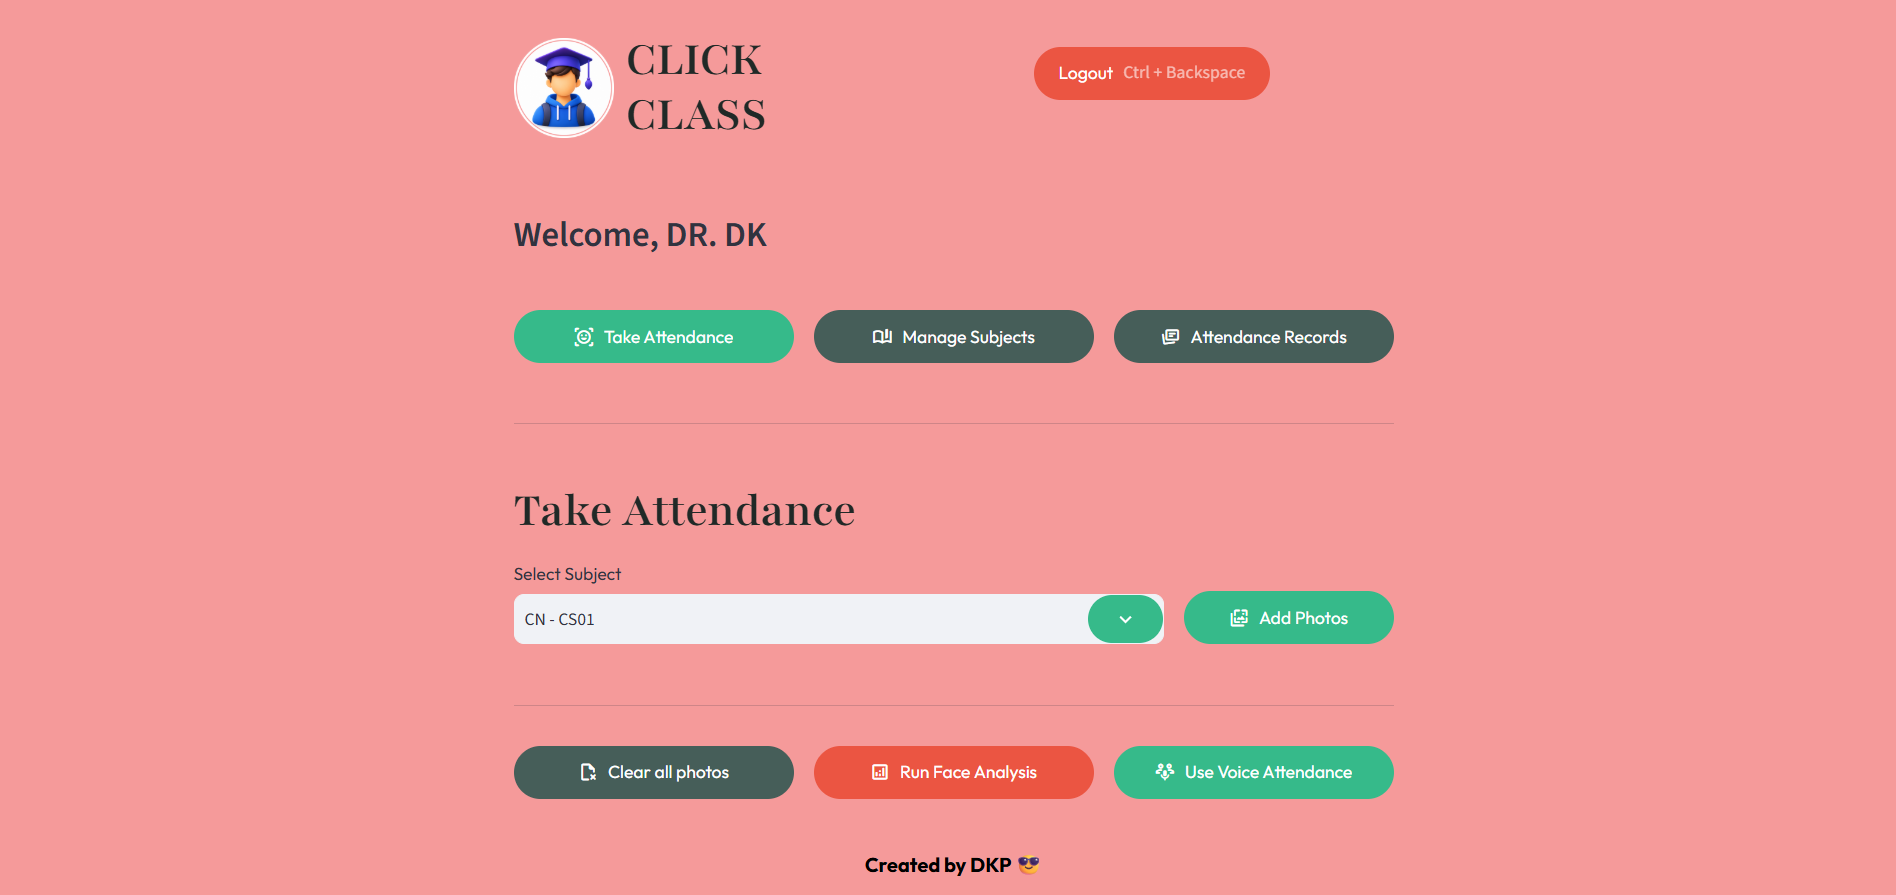 CLICK
CLASS
Logout Ctrl + Backspace
Welcome, DR. DK
Take Attendance
Manage Subjects
Attendance Records
Take Attendance
Select Subject
CN - CS01
Add Photos
Clear all photos
Run Face Analysis
Use Voice Attendance
Created by DKP 😎